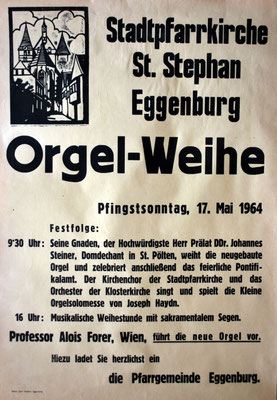 Stadtpfarrkirche
St. Stephan
Eggenburg
Orgel-Weihe
Pfingstsonntag, 17. Mai 1964
Festfolge:
9'30 Uhr: Seine Gnaden, der Hochwürdigste Herr Prälat DDr. Johannes
Steiner, Domdechant in St. Pölten, weiht die neugebaute
Orgel und zelebriert anschließend das feierliche Pontifi-
kalamt. Der Kirchenchor der Stadtpfarrkirche und das
Orchester der Klosterkirche singt und spielt die Kleine
Orgelsolomesse von Joseph Haydn.
16 Uhr: Musikalische Weihestunde mit sakramentalem Segen.
Professor Alois Forer, Wien, führt die neue Orgel vor.
Hiezu ladet Sie herzlichst ein
die Pfarrgemeinde Eggenburg.